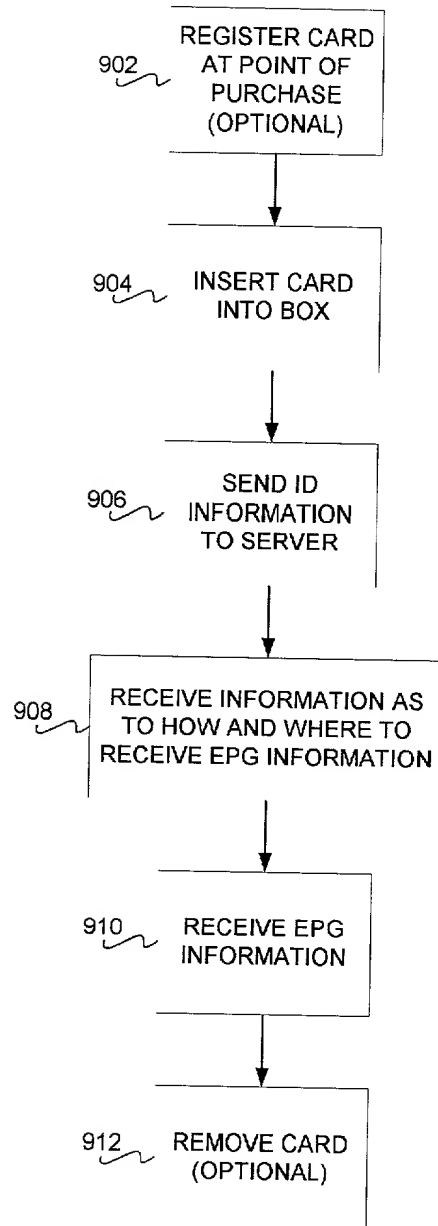 902
REGISTER CARD
AT POINT OF
PURCHASE
(OPTIONAL)
904
INSERT CARD
INTO BOX
906
SEND ID
INFORMATION
TO SERVER
908
RECEIVE INFORMATION AS
TO HOW AND WHERE TO
RECEIVE EPG INFORMATION
910
RECEIVE EPG
INFORMATION
912
REMOVE CARD
(OPTIONAL)